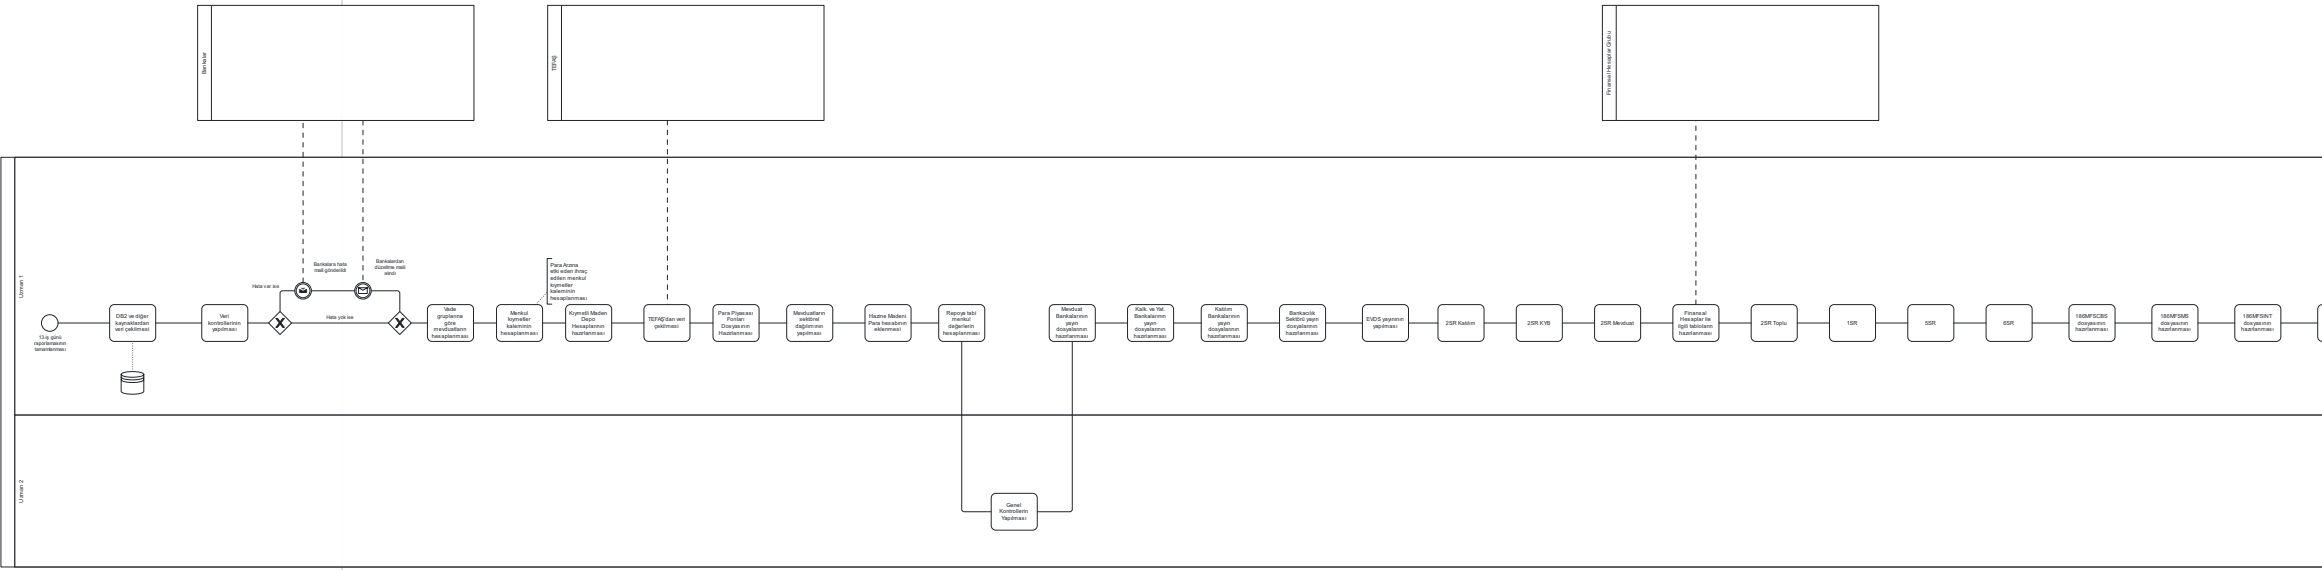 Bankalar
TEFAŞ
Finansal Hesaplar Grubu
Uzman 1
Uzman 2
13.iş günü
raporlamasının
tamamlanması
DB2 ve diğer
kaynaklardan
veri çekilmesi
Veri
kontrollerinin
yapılması
Hata var ise
Hata yok ise
Bankalara hata
maili gönderildi
Bankalardan
düzeltme maili
alındı
Vade
gruplarına
göre
mevduatların
hesaplanması
Menkul
kıymetler
kaleminin
hesaplanması
Para Arzına
etki eden ihraç
edilen menkul
kıymetler
kaleminin
hesaplanması
Kıymetli Maden
Depo
Hesaplarının
hazırlanması
TEFAŞ'dan veri
çekilmesi
Para Piyasası
Fonları
Dosyasının
Hazırlanması
Mevduatların
sektörel
dağılımının
yapılması
Hazine Madeni
Para hesabının
eklenmesi
Repoya tabi
menkul
değerlerin
hesaplanması
Genel
Kontrollerin
Yapılması
Mevduat
Bankalarının
yayın
dosyalarının
hazırlanması
Kalk. ve Yat.
Bankalarının
yayın
dosyalarının
hazırlanması
Katılım
Bankalarının
yayın
dosyalarının
hazırlanması
Bankacılık
Sektörü yayın
dosyalarının
hazırlanması
EVDS yayınının
yapılması
2SR Katılım
2SR KYB
2SR Mevduat
Finansal
Hesaplar ile
ilgili tabloların
hazırlanması
2SR Toplu
1SR
5SR
6SR
186MFSCBS
dosyasının
hazırlanması
186MFSMS
dosyasının
hazırlanması
186MFSINT
dosyasının
hazırlanması